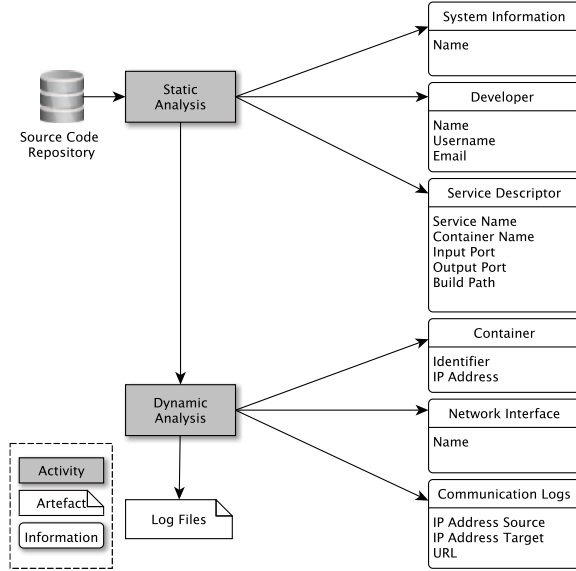 System Information
Name
Static
Analysis
Source Code
Repository
Developer
Name
Username
Email
Service Descriptor
Service Name
Container Name
Input Port
Output Port
Build Path
Container
Identifier
IP Address
Dynamic
Analysis
Network Interface
Name
Communication Logs
IP Address Source
IP Address Target
URL
Log Files
Activity
Artefact
Information